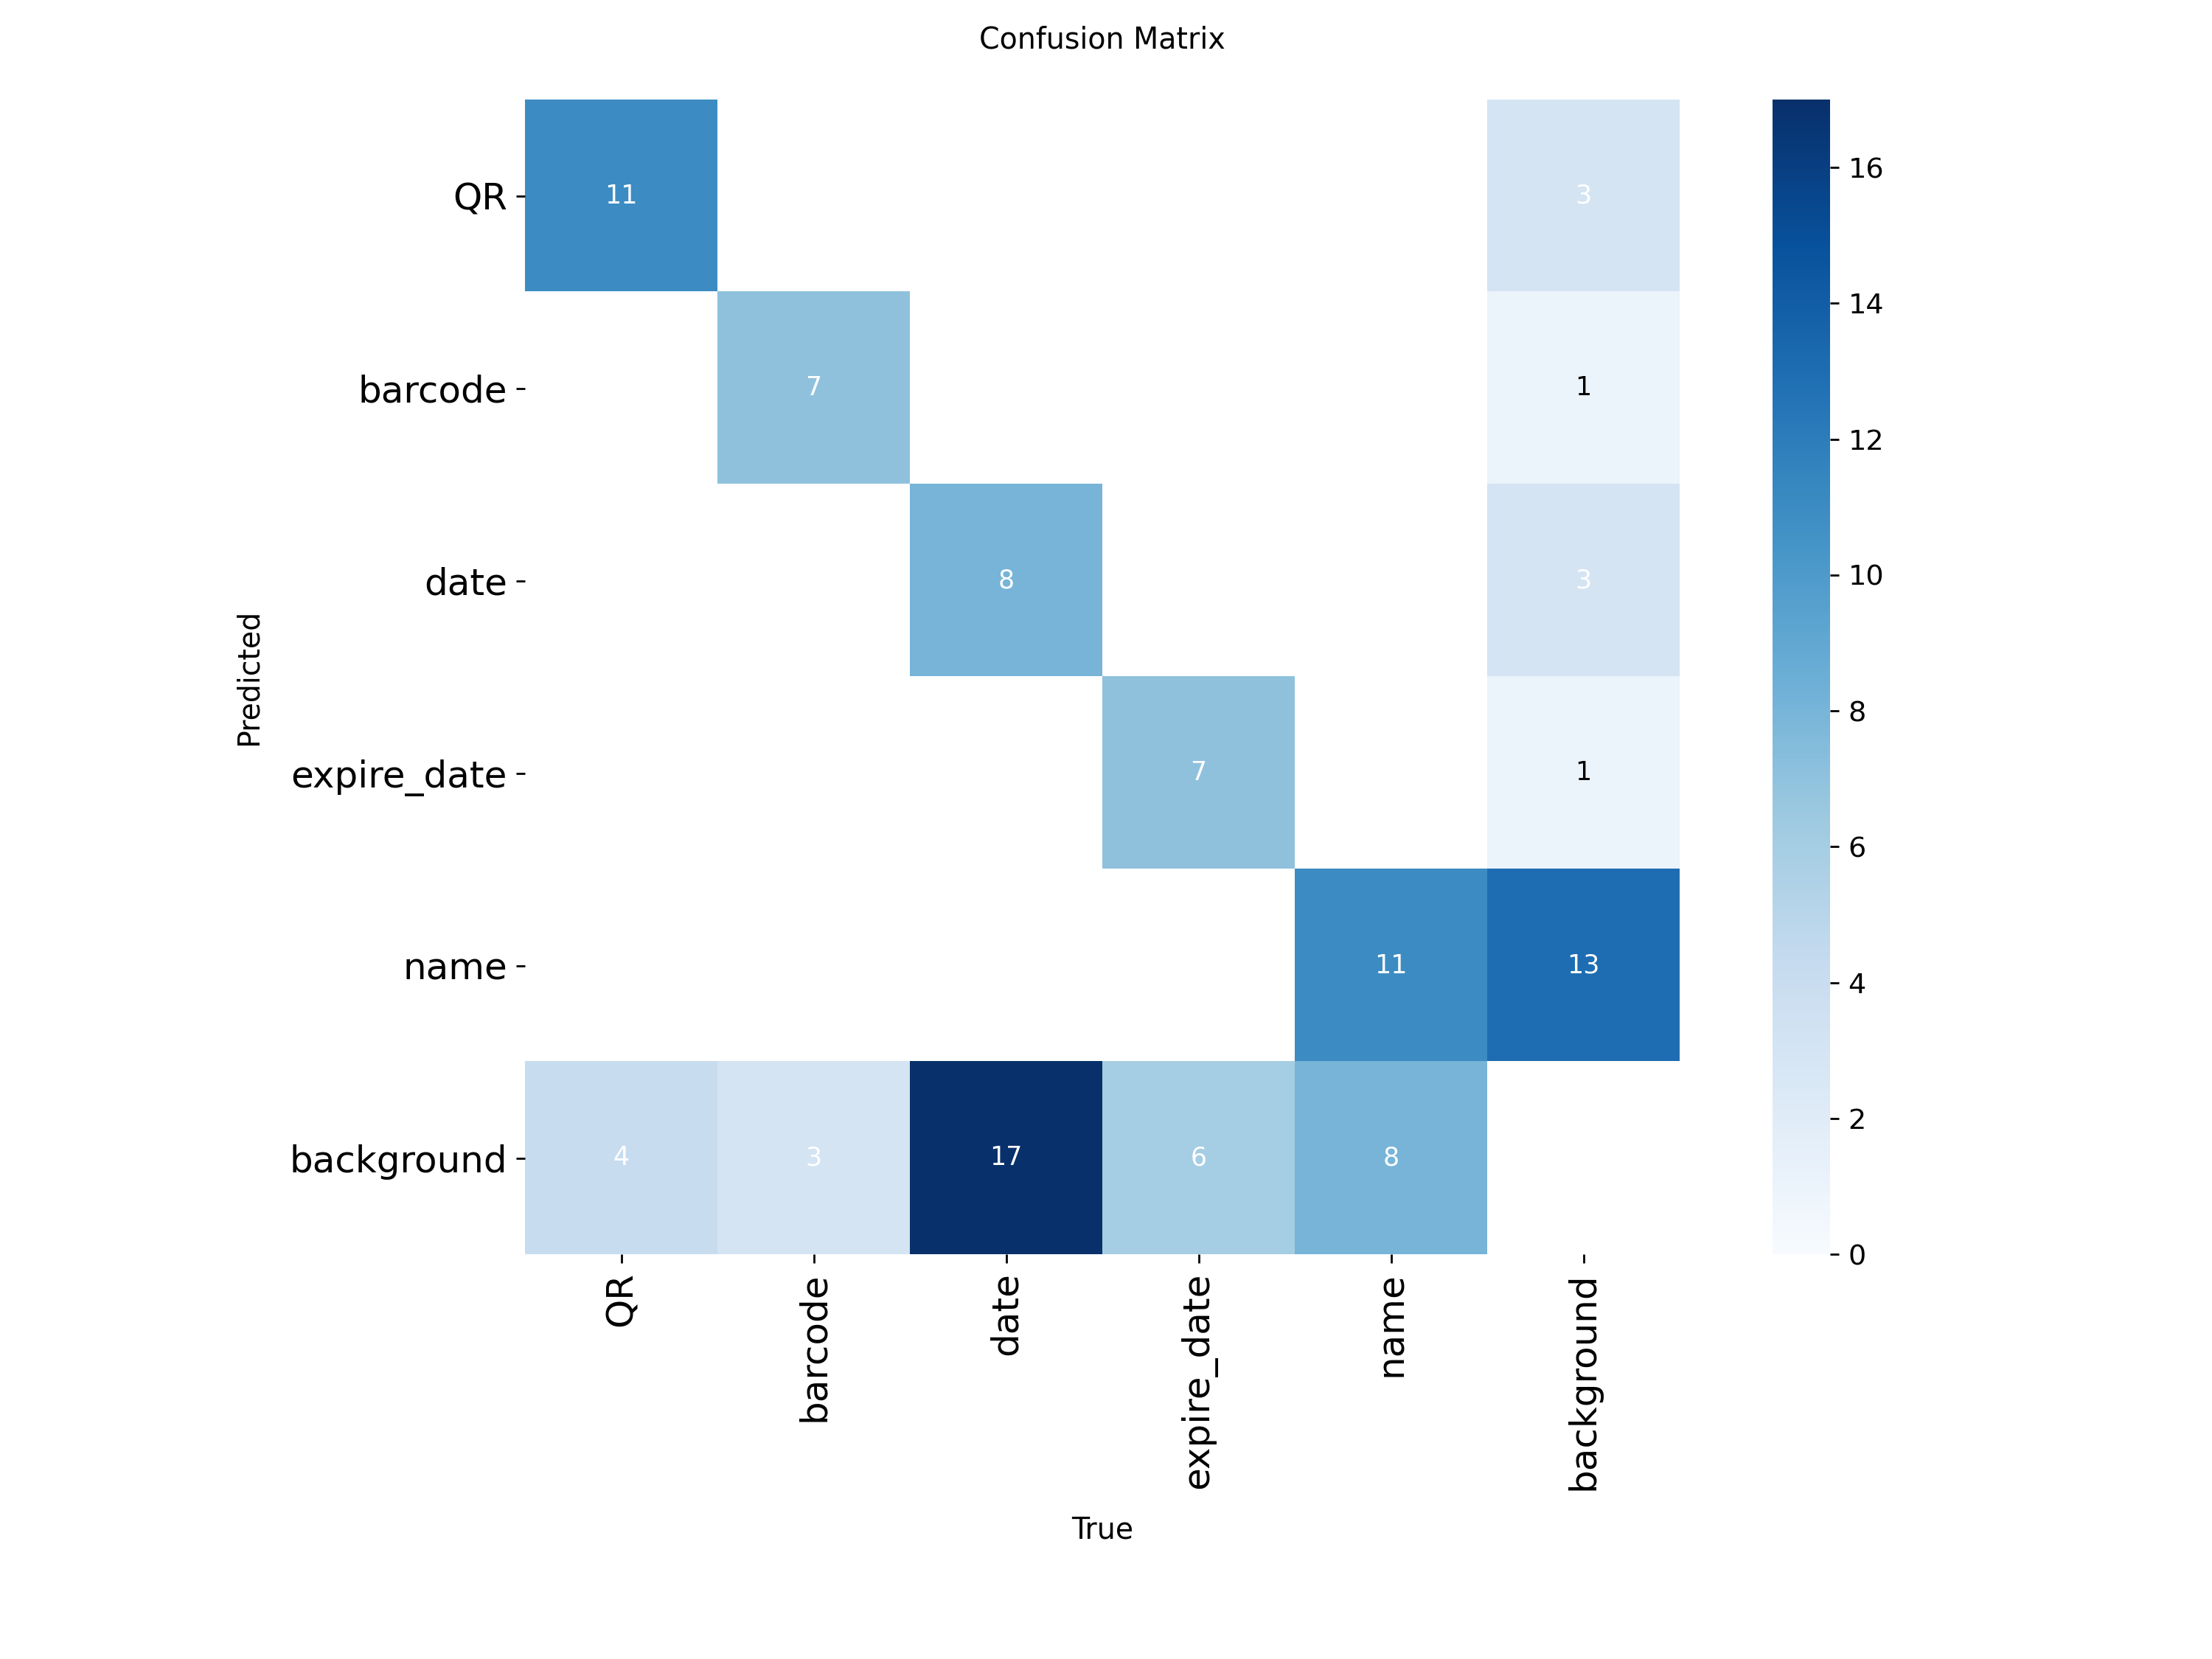 Confusion Matrix
QR
11
3
16
barcode
7
1
14
12
date
8
3
10
Predicted
expire_date
7
1
8
6
name
11
13
4
background
4
3
17
6
8
2
0
QR
barcode
date
expire_date
name
background
True